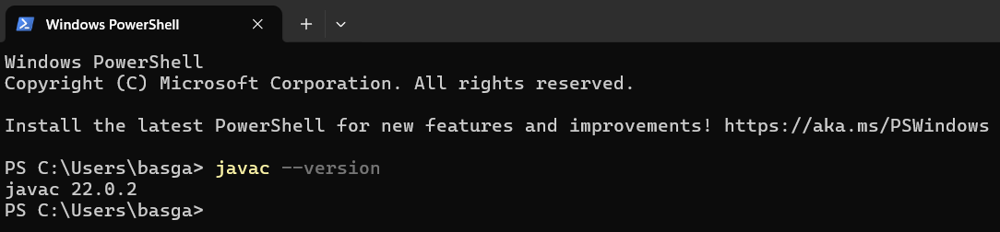 Windows PowerShell
Windows PowerShell
Copyright (C) Microsoft Corporation. All rights reserved.
Install the latest PowerShell for new features and improvements! https://aka.ms/PSWindows
PS C:\Users\basga> javac --version
javac 22.0.2
PS C:\Users\basga>